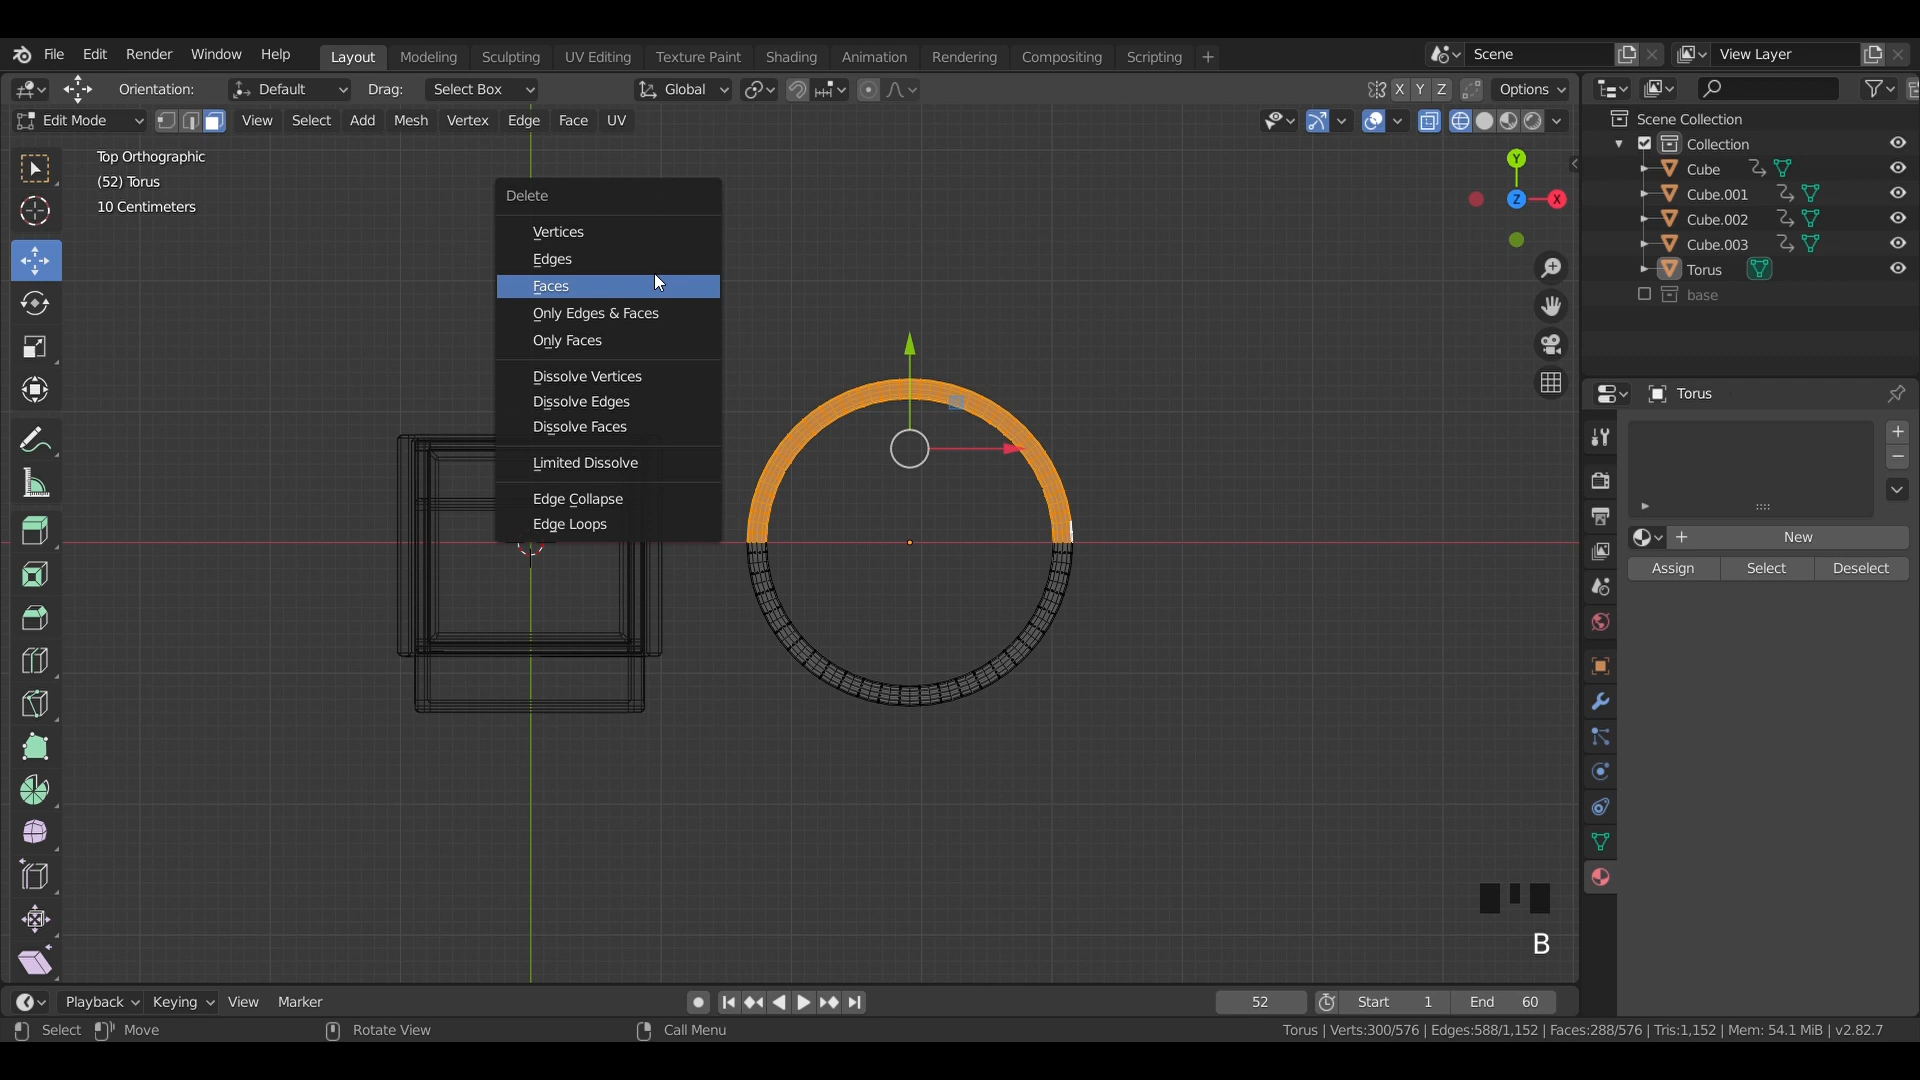 File Edit Render Window Help Layout Modeling Sculpting UV Editing Texture Paint Shading Animation Rendering Compositing Scripting + Scene View Layer
Orientation: Default Drag: Select Box Global X Y Z Options
Edit Mode View Select Add Mesh Vertex Edge Face UV
Top Orthographic
(52) Torus
10 Centimeters
Delete
Vertices
Edges
Faces
Only Edges & Faces
Only Faces
Dissolve Vertices
Dissolve Edges
Dissolve Faces
Limited Dissolve
Edge Collapse
Edge Loops
Y
Z
X
B
Scene Collection
Collection
Cube
Cube.001
Cube.002
Cube.003
Torus
base
Torus
+ New
Assign Select Deselect
Playback Keying View Marker 52 Start 1 End 60
Select Move Rotate View Call Menu Torus | Verts:300/576 | Edges:588/1,152 | Faces:288/576 | Tris:1,152 | Mem: 54.1 MiB | v2.82.7